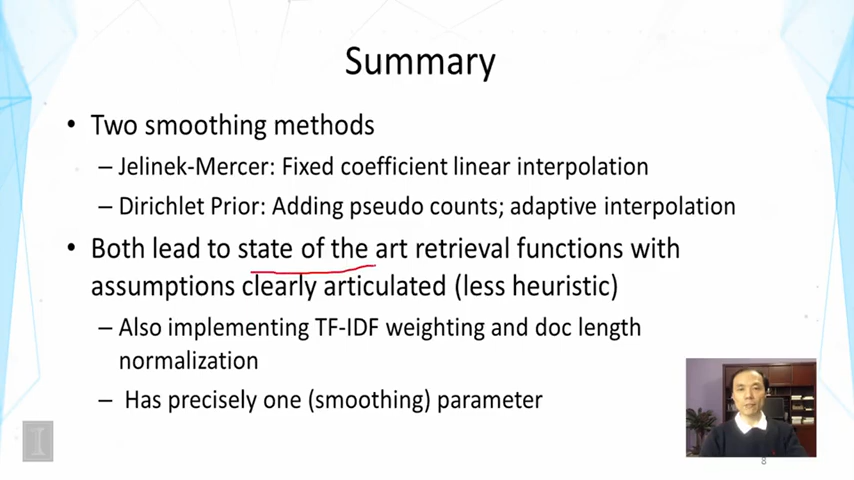 Summary
• Two smoothing methods
– Jelinek-Mercer: Fixed coefficient linear interpolation
– Dirichlet Prior: Adding pseudo counts; adaptive interpolation
• Both lead to state of the art retrieval functions with
assumptions clearly articulated (less heuristic)
– Also implementing TF-IDF weighting and doc length
normalization
– Has precisely one (smoothing) parameter
I
8